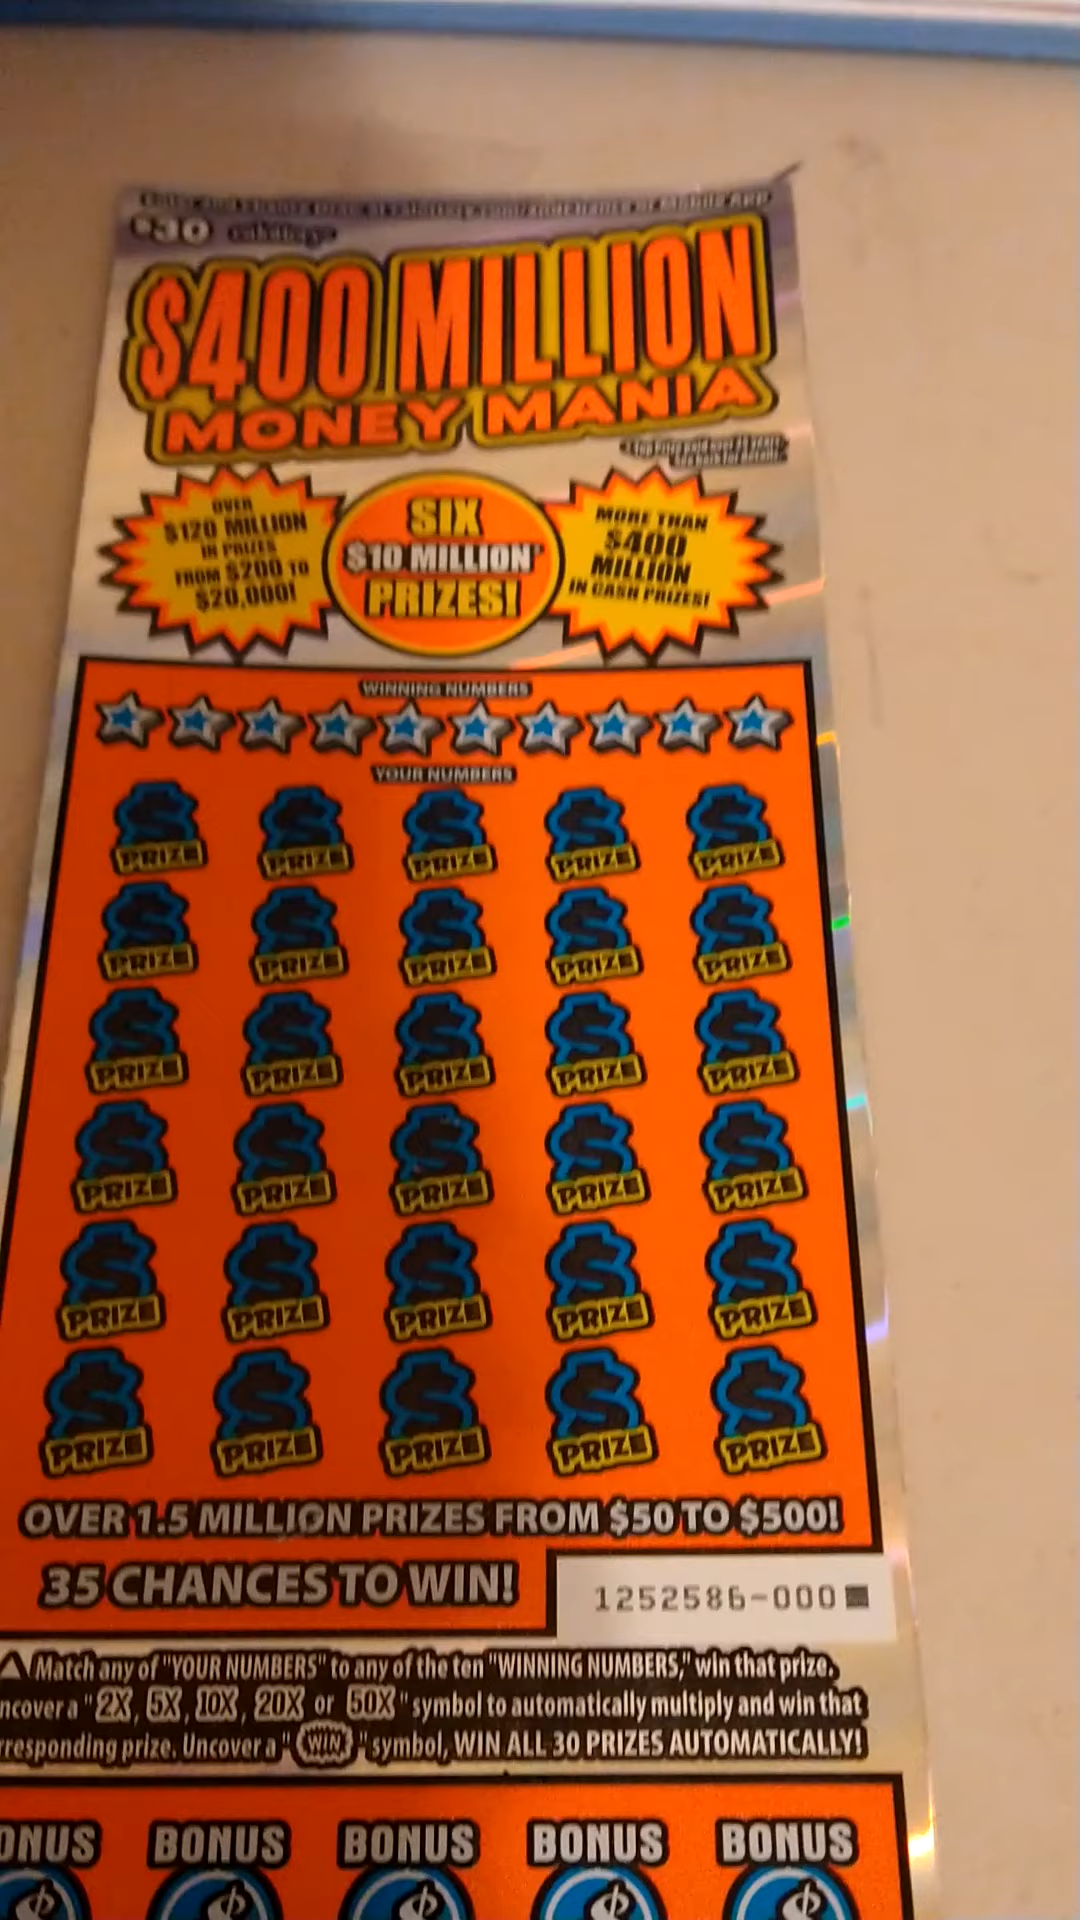 $30
$400 MILLION
MONEY MANIA
OVER
$120 MILLION
IN PRIZES
FROM $200 TO
$20,000!
SIX
$10 MILLION*
PRIZES!
MORE THAN
$400
MILLION
IN CASH PRIZES!
WINNING NUMBERS
YOUR NUMBERS
PRIZE PRIZE PRIZE PRIZE PRIZE
PRIZE PRIZE PRIZE PRIZE PRIZE
PRIZE PRIZE PRIZE PRIZE PRIZE
PRIZE PRIZE PRIZE PRIZE PRIZE
PRIZE PRIZE PRIZE PRIZE PRIZE
PRIZE PRIZE PRIZE PRIZE PRIZE
OVER 1.5 MILLION PRIZES FROM $50 TO $500!
35 CHANCES TO WIN!
1252586-000
Match any of "YOUR NUMBERS" to any of the ten "WINNING NUMBERS," win that prize.
ncover a "2X, 5X, 10X, 20X or 50X" symbol to automatically multiply and win that
rresponding prize. Uncover a "WIN" symbol, WIN ALL 30 PRIZES AUTOMATICALLY!
ONUS BONUS BONUS BONUS BONUS